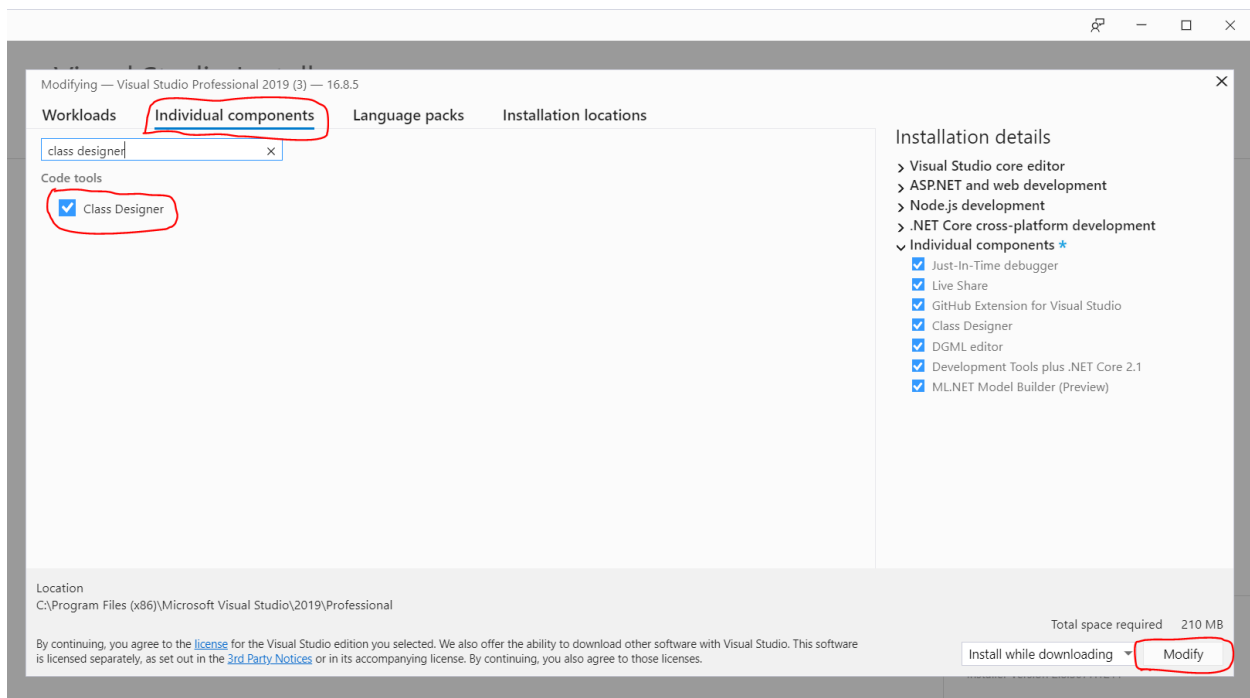 Modifying — Visual Studio Professional 2019 (3) — 16.8.5
Workloads Individual components Language packs Installation locations
class designer
Code tools
Class Designer
Installation details
Visual Studio core editor
ASP.NET and web development
Node.js development
.NET Core cross-platform development
Individual components *
Just-In-Time debugger
Live Share
GitHub Extension for Visual Studio
Class Designer
DGML editor
Development Tools plus .NET Core 2.1
ML.NET Model Builder (Preview)
Location
C:\Program Files (x86)\Microsoft Visual Studio\2019\Professional
By continuing, you agree to the license for the Visual Studio edition you selected. We also offer the ability to download other software with Visual Studio. This software
is licensed separately, as set out in the 3rd Party Notices or in its accompanying license. By continuing, you also agree to those licenses.
Total space required 210 MB
Install while downloading Modify